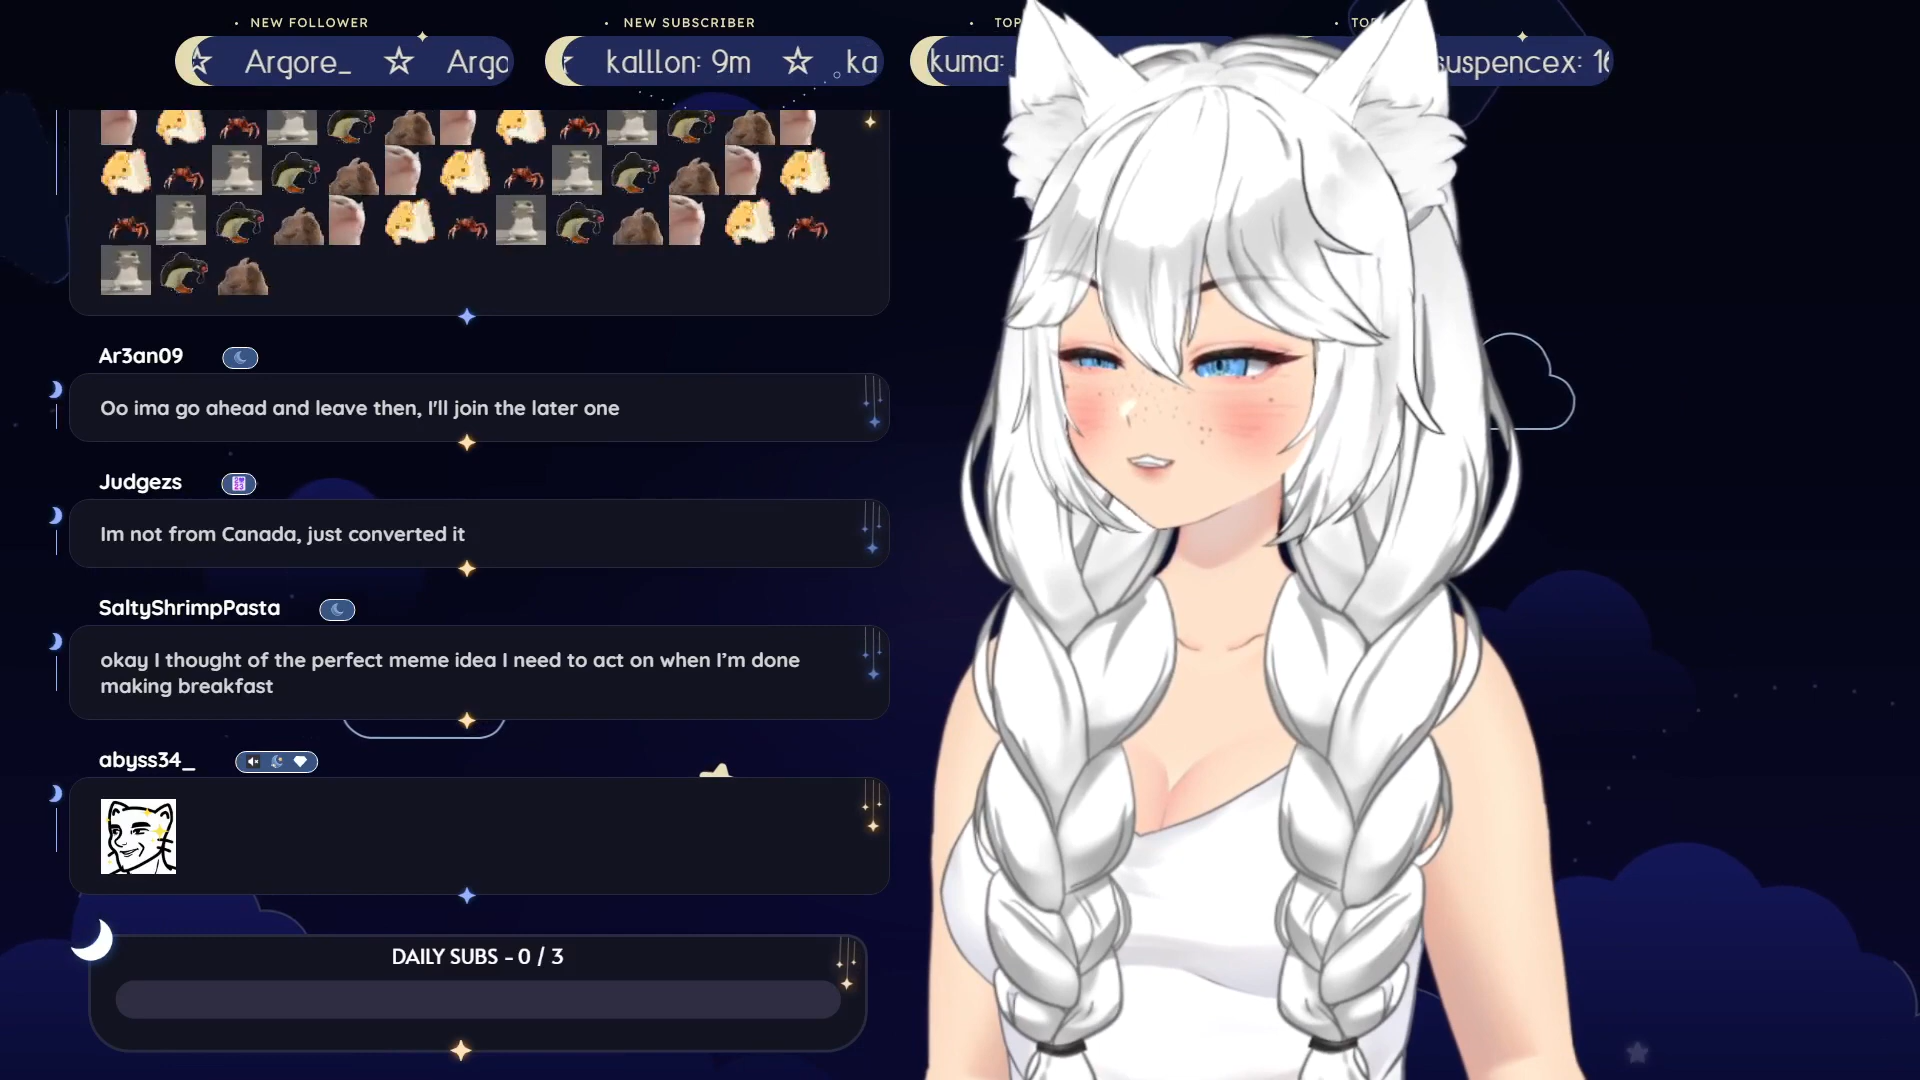 NEW FOLLOWER
NEW SUBSCRIBER
TOP
Argore_ ☆ Argo
kalllon: 9m ☆ ka
kuma:
suspencex: 16
Ar3an09
Oo ima go ahead and leave then, I'll join the later one
Judgezs
Im not from Canada, just converted it
SaltyShrimpPasta
okay I thought of the perfect meme idea I need to act on when I'm done
making breakfast
abyss34_
DAILY SUBS - 0 / 3